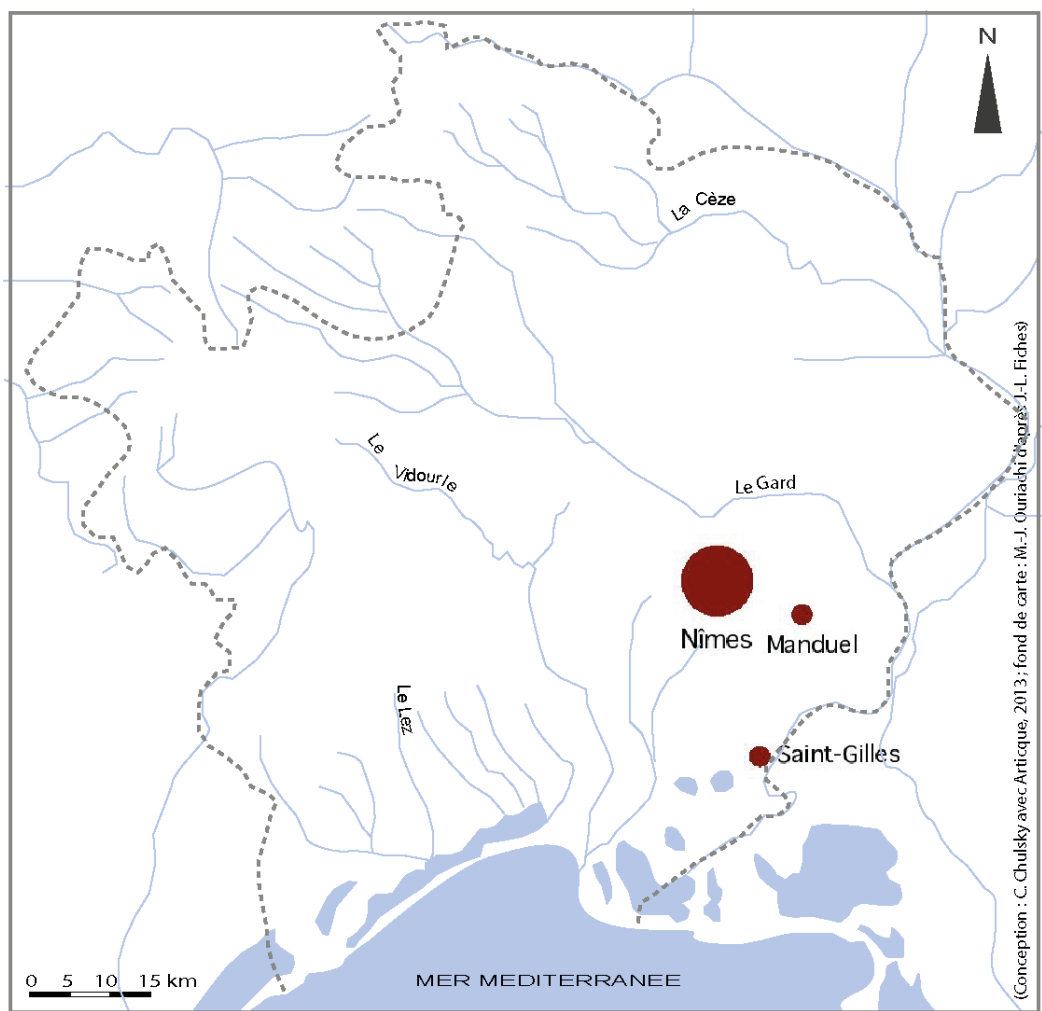 N
La Cèze
Le
Vidourle
Le Gard
Nîmes
Manduel
Le Lez
Saint-Gilles
0 5 10 15 km
MER MEDITERRANEE
(Conception : C. Chulsky avec Articque, 2013 ; fond de carte : M.-J. Ouriachi d'après J.-L. Fiches)